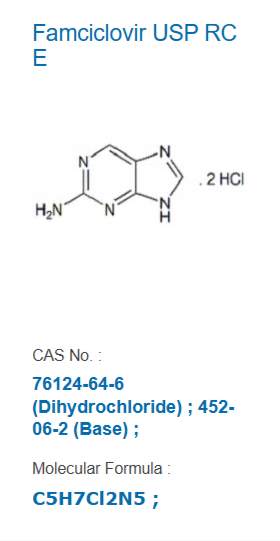 Famciclovir USP RC
E
N
N
. 2 HCl
H₂N
N
N
H
CAS No. :
76124-64-6
(Dihydrochloride) ; 452-
06-2 (Base) ;
Molecular Formula :
C5H7Cl2N5 ;